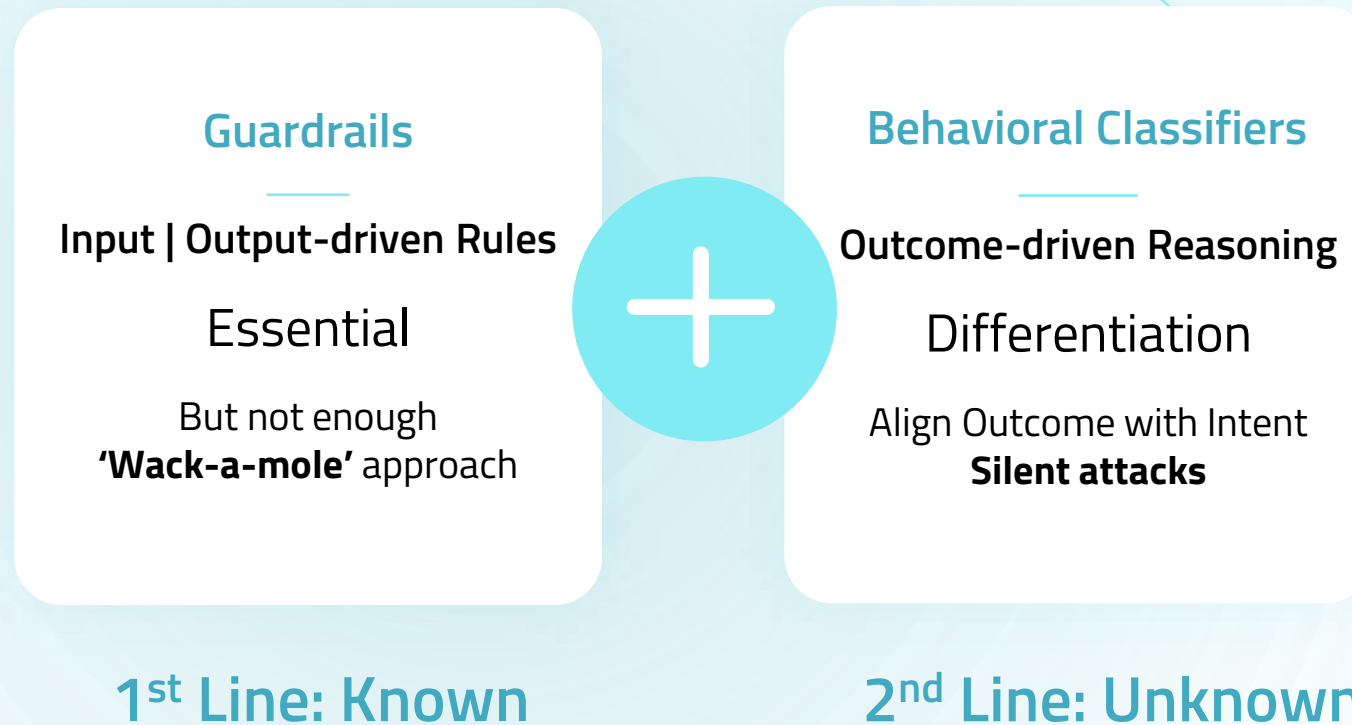 Guardrails
Input | Output-driven Rules
Essential
But not enough
‘Wack-a-mole’ approach
1st Line: Known
Behavioral Classifiers
Outcome-driven Reasoning
Differentiation
Align Outcome with Intent
Silent attacks
2nd Line: Unknown